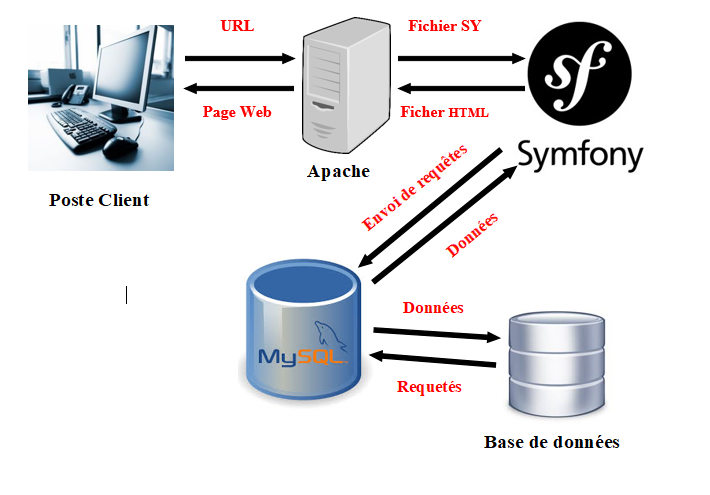 URL
Fichier SY
Page Web
Ficher HTML
sf
Apache
Symfony
Poste Client
Envoi de requêtes
Données
Données
MySQL
Requetés
Base de données